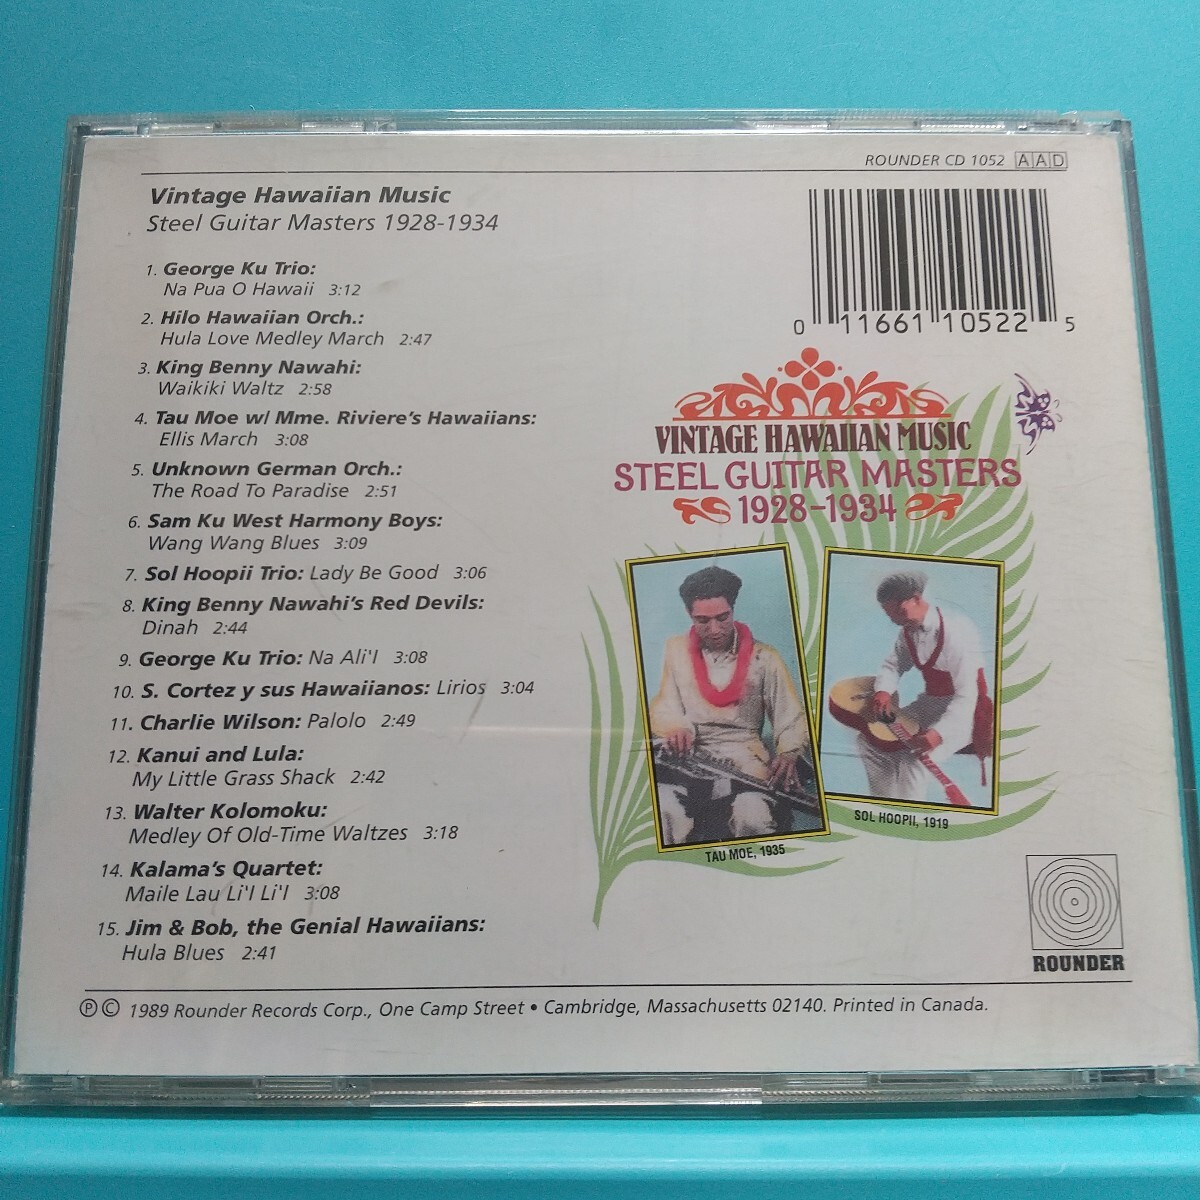 ROUNDER CD 1052 AAD
Vintage Hawaiian Music
Steel Guitar Masters 1928-1934
1. George Ku Trio:
Na Pua O Hawaii 3:12
2. Hilo Hawaiian Orch.:
Hula Love Medley March 2:47
3. King Benny Nawahi:
Waikiki Waltz 2:58
4. Tau Moe w/ Mme. Riviere's Hawaiians:
Ellis March 3:08
5. Unknown German Orch.:
The Road To Paradise 2:51
6. Sam Ku West Harmony Boys:
Wang Wang Blues 3:09
7. Sol Hoopii Trio: Lady Be Good 3:06
8. King Benny Nawahi's Red Devils:
Dinah 2:44
9. George Ku Trio: Na Ali'l 3:08
10. S. Cortez y sus Hawaiianos: Lirios 3:04
11. Charlie Wilson: Palolo 2:49
12. Kanui and Lula:
My Little Grass Shack 2:42
13. Walter Kolomoku:
Medley Of Old-Time Waltzes 3:18
14. Kalama's Quartet:
Maile Lau Li'l Li'l 3:08
15. Jim & Bob, the Genial Hawaiians:
Hula Blues 2:41
0 11661 10522 5
VINTAGE HAWAIIAN MUSIC
STEEL GUITAR MASTERS
1928-1934
TAU MOE, 1935
SOL HOOPII, 1919
ROUNDER
℗ © 1989 Rounder Records Corp., One Camp Street • Cambridge, Massachusetts 02140. Printed in Canada.